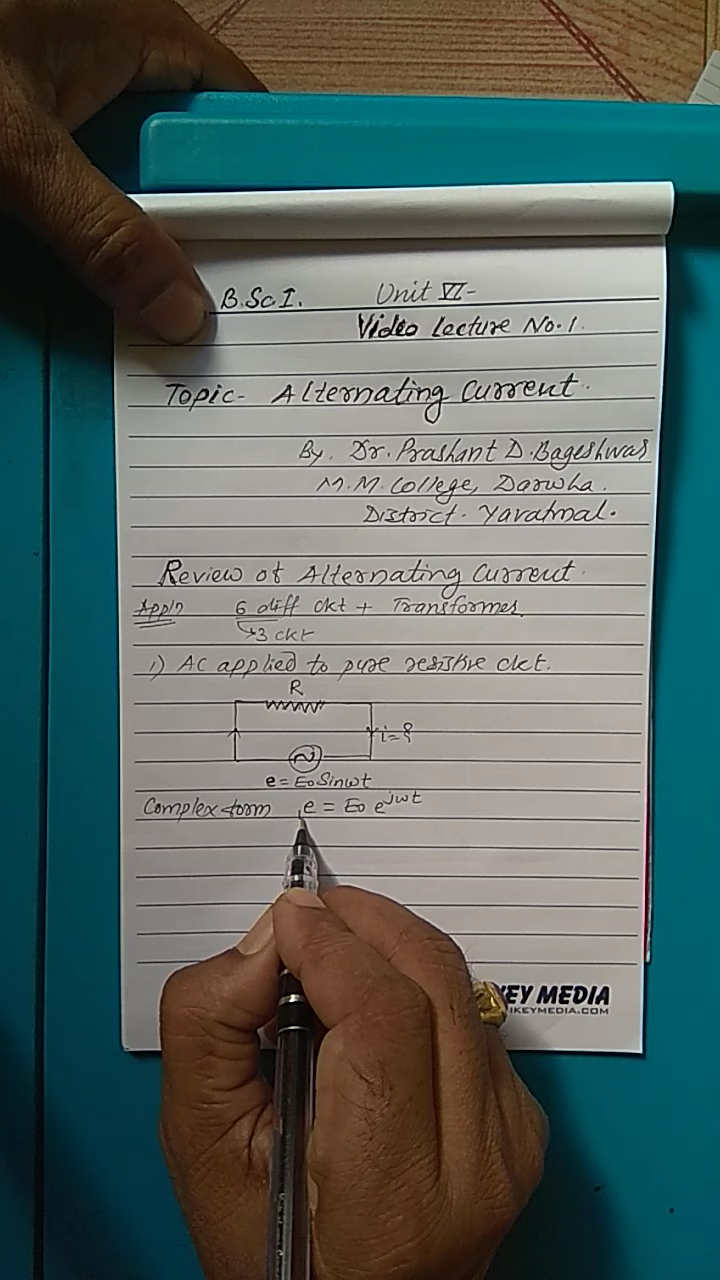 B.Sc I. Unit VI-
Video Lecture No.1.
Topic- Alternating Current.
By. Dr. Prashant D. Bageshwar
M.M. College, Darwha.
District. Yavatmal.
Review of Alternating Current.
Appln 6 diff ckt + Transformer.
↳3 ckt
1) AC applied to pure resistive ckt.
R
i=?
e = E₀ Sinωt
Complex form e = E₀ e^jωt
KEY MEDIA
IKEYMEDIA.COM